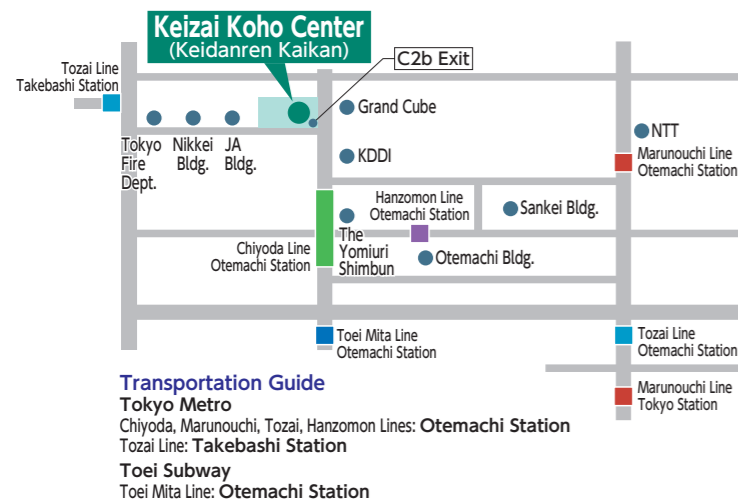 Keizai Koho Center
(Keidanren Kaikan)
C2b Exit
Tozai Line
Takebashi Station
Grand Cube
Tokyo
Fire
Dept.
Nikkei
Bldg.
JA
Bldg.
KDDI
NTT
Marunouchi Line
Otemachi Station
Hanzomon Line
Otemachi Station
Sankei Bldg.
Chiyoda Line
Otemachi Station
The
Yomiuri
Shimbun
Otemachi Bldg.
Toei Mita Line
Otemachi Station
Tozai Line
Otemachi Station
Marunouchi Line
Tokyo Station
Transportation Guide
Tokyo Metro
Chiyoda, Marunouchi, Tozai, Hanzomon Lines: Otemachi Station
Tozai Line: Takebashi Station
Toei Subway
Toei Mita Line: Otemachi Station